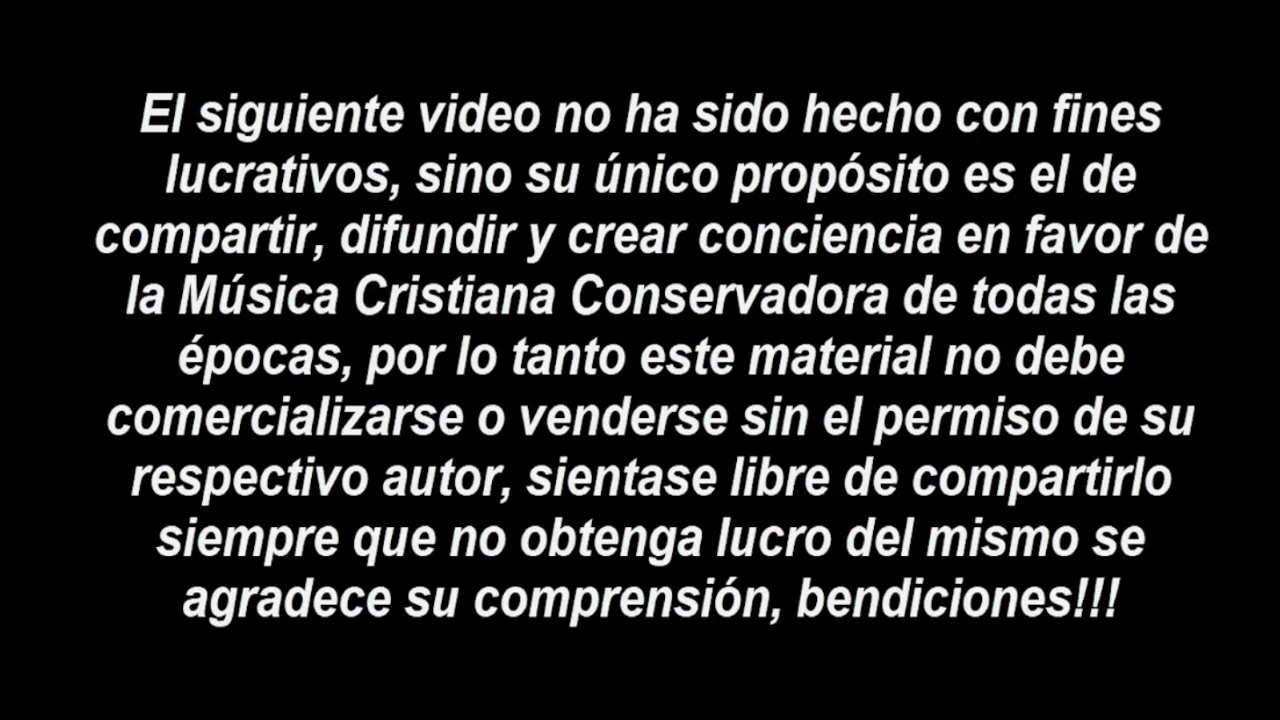 El siguiente video no ha sido hecho con fines
lucrativos, sino su único propósito es el de
compartir, difundir y crear conciencia en favor de
la Música Cristiana Conservadora de todas las
épocas, por lo tanto este material no debe
comercializarse o venderse sin el permiso de su
respectivo autor, sientase libre de compartirlo
siempre que no obtenga lucro del mismo se
agradece su comprensión, bendiciones!!!